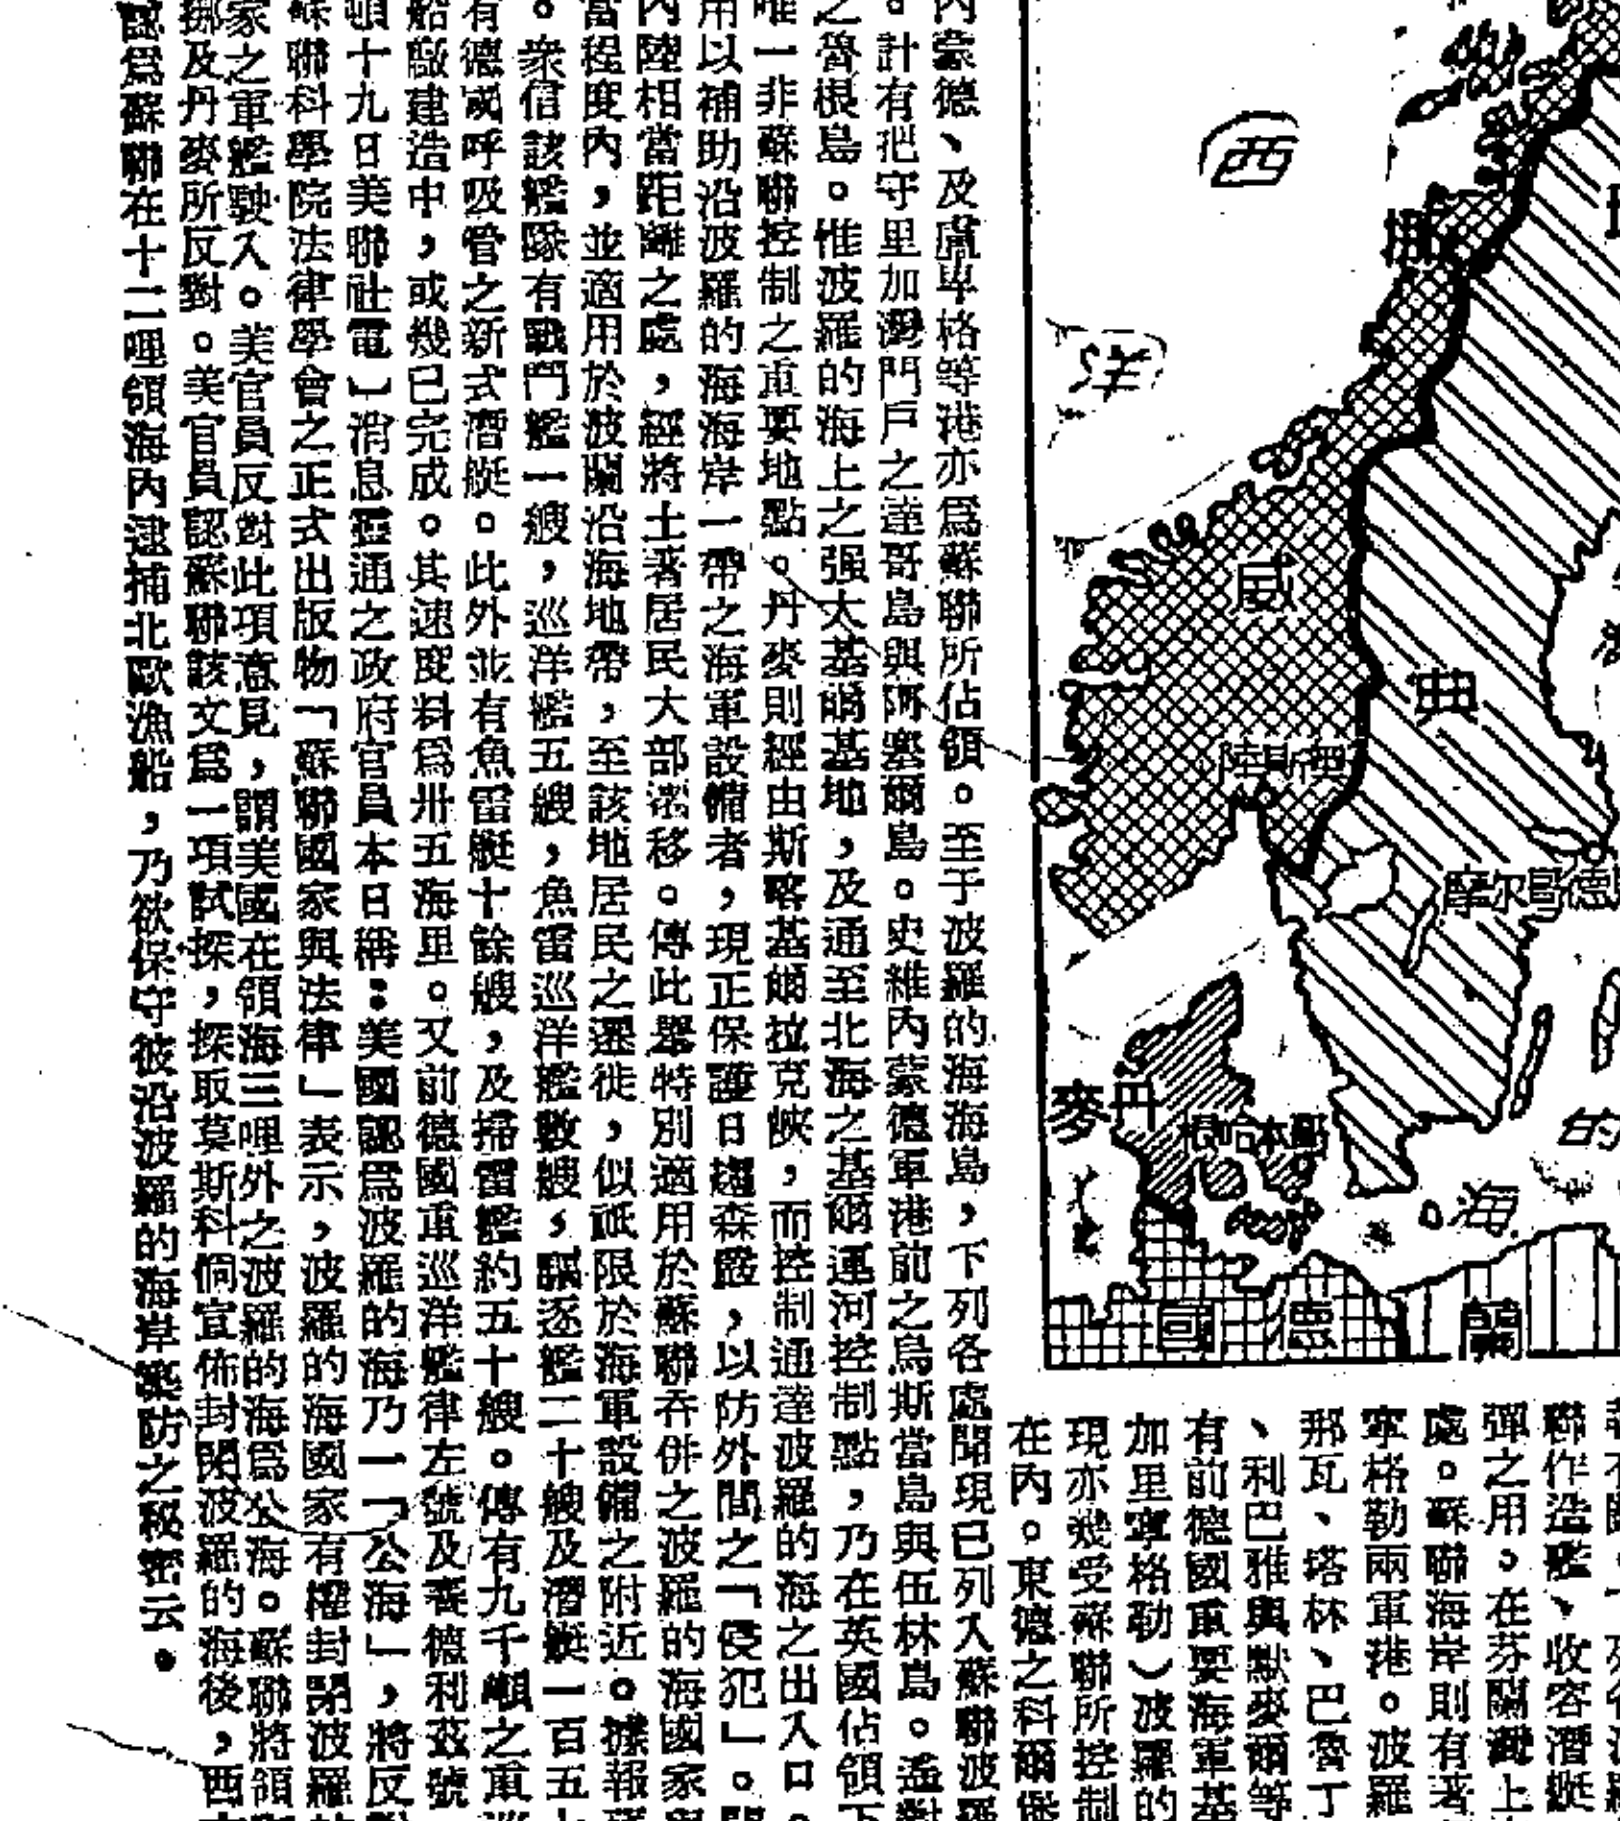 西
洋
挪
威
典
陸斯奧
摩尔哥德
丹
麥
根哈本
的
海
國 德
蘭
聯作造艦、收容潛艇
彈之用。在芬蘭灣上
處。蘇聯海岸則有著
寧格勒兩軍港。波羅
那瓦、塔林、巴魯丁
、利巴雅與默麥爾等
有前德國重要海軍基
加里寧格勒）波羅的
現亦幾受蘇聯所控制
在內。東德之科爾堡
內蒙德、及盧卑格等港亦爲蘇聯所佔領。至于波羅的海海島，下列各處聞現已列入蘇聯波羅
。計有把守里加灣門戶之達哥島與阿塞爾島。史維內蒙德軍港前之烏斯當島與伍林島。遙對
之魯根島。惟波羅的海上之强大基爾基地，及通至北海之基爾運河控制點，乃在英國佔領下
唯一非蘇聯控制之重要地點。丹麥則經由斯喀基爾拉克峽，而控制通達波羅的海之出入口。
用以補助沿波羅的海海岸一帶之海軍設備者，現正保護日趨森嚴，以防外間之「侵犯」。
內陸相當距離之處，經將土著居民大部遷移。傳此舉特別適用於蘇聯吞併之波羅的海國家
當程度內，並適用於波蘭沿海地帶，至該地居民之遷徙，似祇限於海軍設備之附近。據報
。衆信該艦隊有戰鬥艦一艘，巡洋艦五艘，魚雷巡洋艦數艘，驅逐艦二十艘及潛艇一百五
有德國呼吸管之新式潛艇。此外並有魚雷艇十餘艘，及掃雷艦約五十艘。傳有九千噸之重巡
船廠建造中，或幾已完成。其速度料爲卅五海里。又前德國重巡洋艦律左號及喜德利茲號
頓十九日美聯社電】消息靈通之政府官員本日稱：美國認爲波羅的海乃一「公海」，將反
蘇聯科學院法律學會之正式出版物「蘇聯國家與法律」表示，波羅的海國家有權封閉波羅
家之軍艦駛入。美官員反對此項意見，謂美國在領海三哩外之波羅的海爲公海。蘇聯將領
挪及丹麥所反對。美官員認蘇聯該文爲一項試探，探取莫斯科倘宣佈封閉波羅的海後，西
認爲蘇聯在十二哩領海內逮捕北歐漁船，乃欲保守彼沿波羅的海岸築防之秘密云。